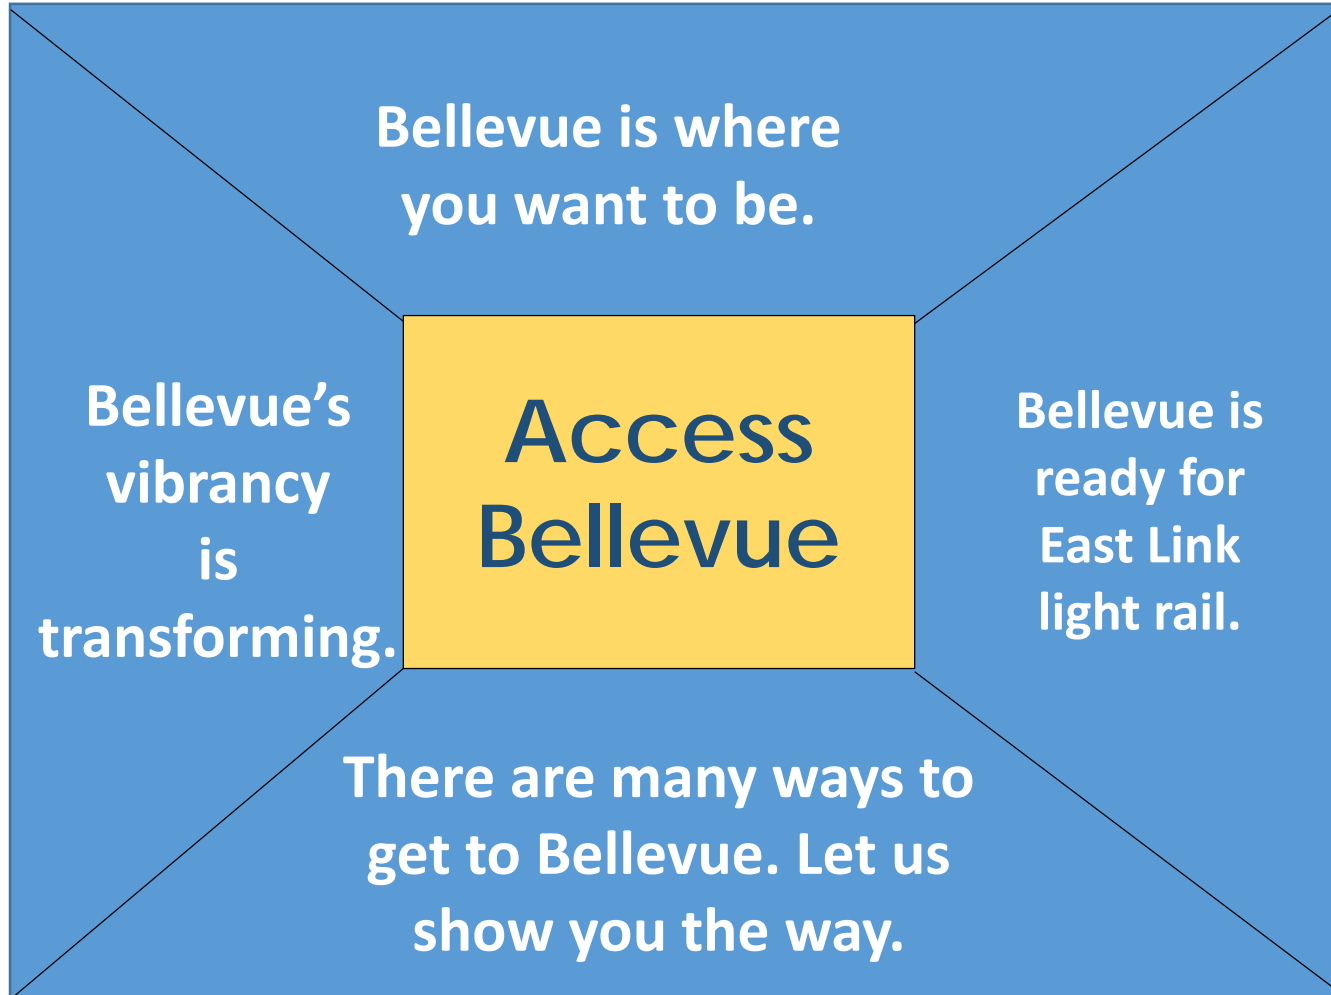 Bellevue is where
you want to be.
Bellevue’s
vibrancy
is
transforming.
Access
Bellevue
Bellevue is
ready for
East Link
light rail.
There are many ways to
get to Bellevue. Let us
show you the way.